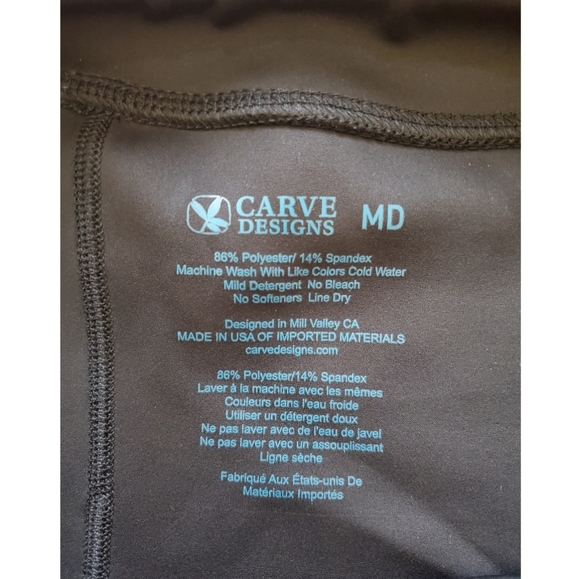 CARVE
DESIGNS
MD
86% Polyester/ 14% Spandex
Machine Wash With Like Colors Cold Water
Mild Detergent No Bleach
No Softeners Line Dry
Designed in Mill Valley CA
MADE IN USA OF IMPORTED MATERIALS
carvedesigns.com
86% Polyester/14% Spandex
Laver à la machine avec les mêmes
Couleurs dans l'eau froide
Utiliser un détergent doux
Ne pas laver avec de l'eau de javel
Ne pas laver avec un assouplissant
Ligne sèche
Fabriqué Aux États-unis De
Matériaux Importés